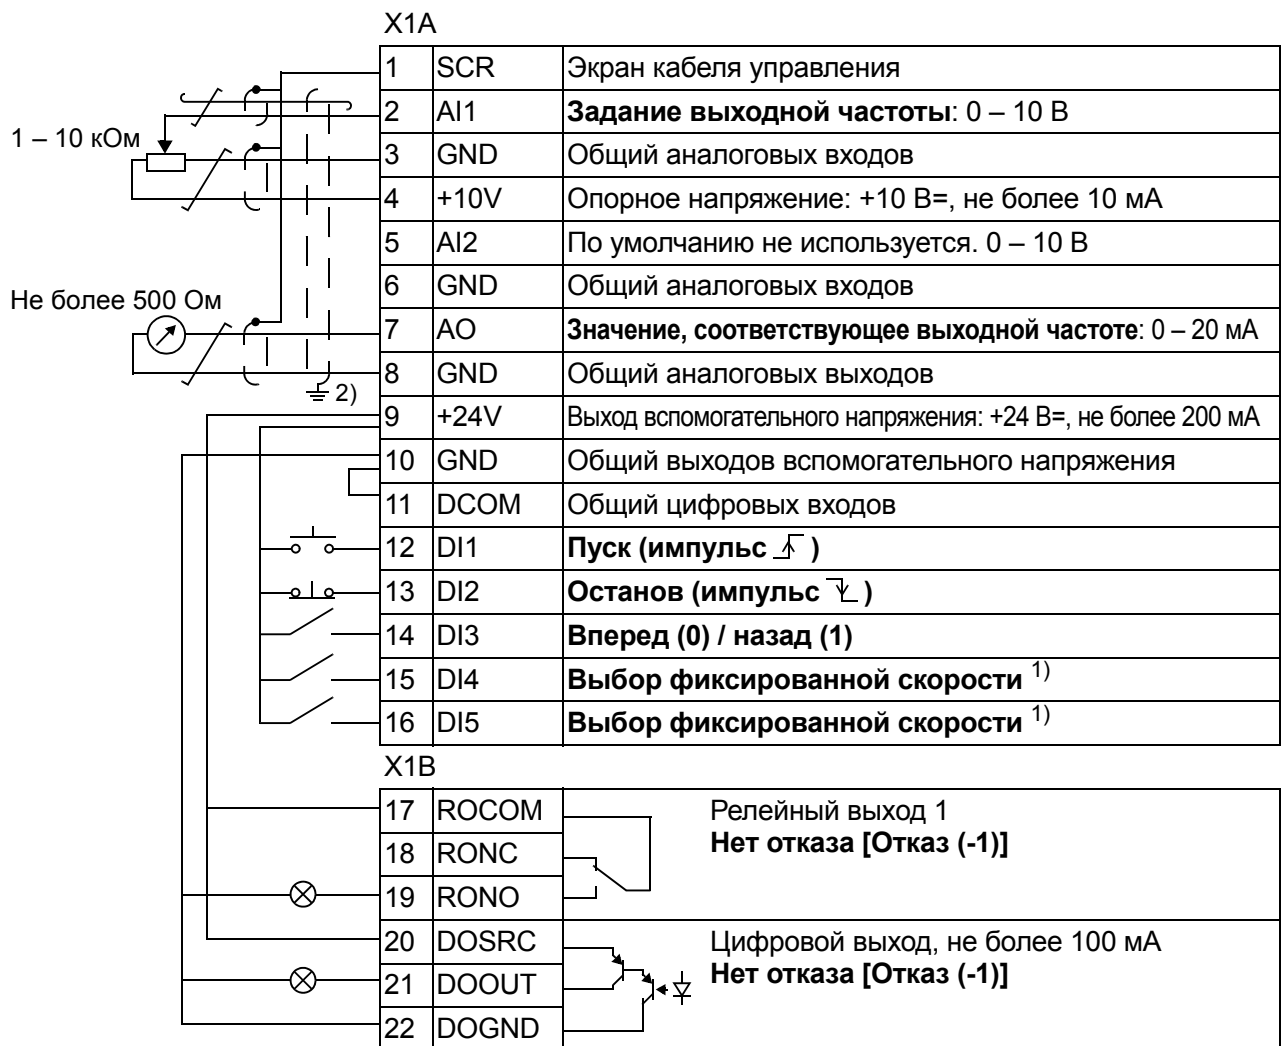 X1A
1 SCR Экран кабеля управления
2 AI1 Задание выходной частоты: 0 – 10 В
1 – 10 кОм
3 GND Общий аналоговых входов
4 +10V Опорное напряжение: +10 В=, не более 10 мА
5 AI2 По умолчанию не используется. 0 – 10 В
6 GND Общий аналоговых входов
Не более 500 Ом
7 AO Значение, соответствующее выходной частоте: 0 – 20 мА
8 GND Общий аналоговых выходов
2)
9 +24V Выход вспомогательного напряжения: +24 В=, не более 200 мА
10 GND Общий выходов вспомогательного напряжения
11 DCOM Общий цифровых входов
12 DI1 Пуск (импульс )
13 DI2 Останов (импульс )
14 DI3 Вперед (0) / назад (1)
15 DI4 Выбор фиксированной скорости 1)
16 DI5 Выбор фиксированной скорости 1)
X1B
17 ROCOM Релейный выход 1
18 RONC Нет отказа [Отказ (-1)]
19 RONO
20 DOSRC Цифровой выход, не более 100 мА
21 DOOUT Нет отказа [Отказ (-1)]
22 DOGND